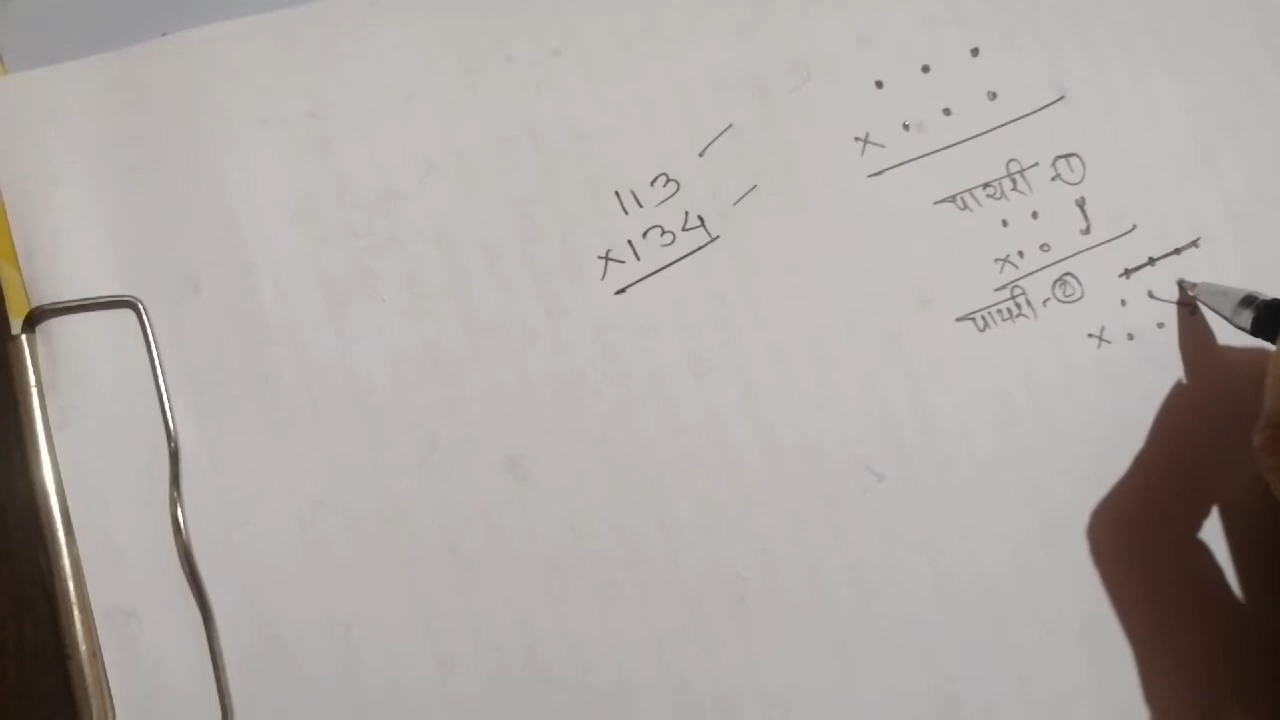 113
×134
×
पायरी -①
×
पायरी - ②
×